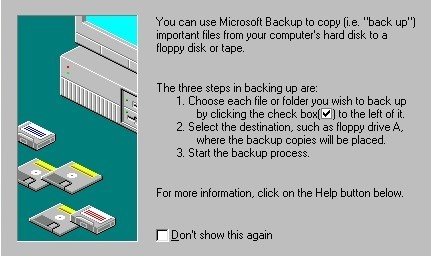 You can use Microsoft Backup to copy (i.e. "back up")
important files from your computer's hard disk to a
floppy disk or tape.
The three steps in backing up are:
1. Choose each file or folder you wish to back up
by clicking the check box(☑) to the left of it.
2. Select the destination, such as floppy drive A,
where the backup copies will be placed.
3. Start the backup process.
For more information, click on the Help button below.
Don't show this again